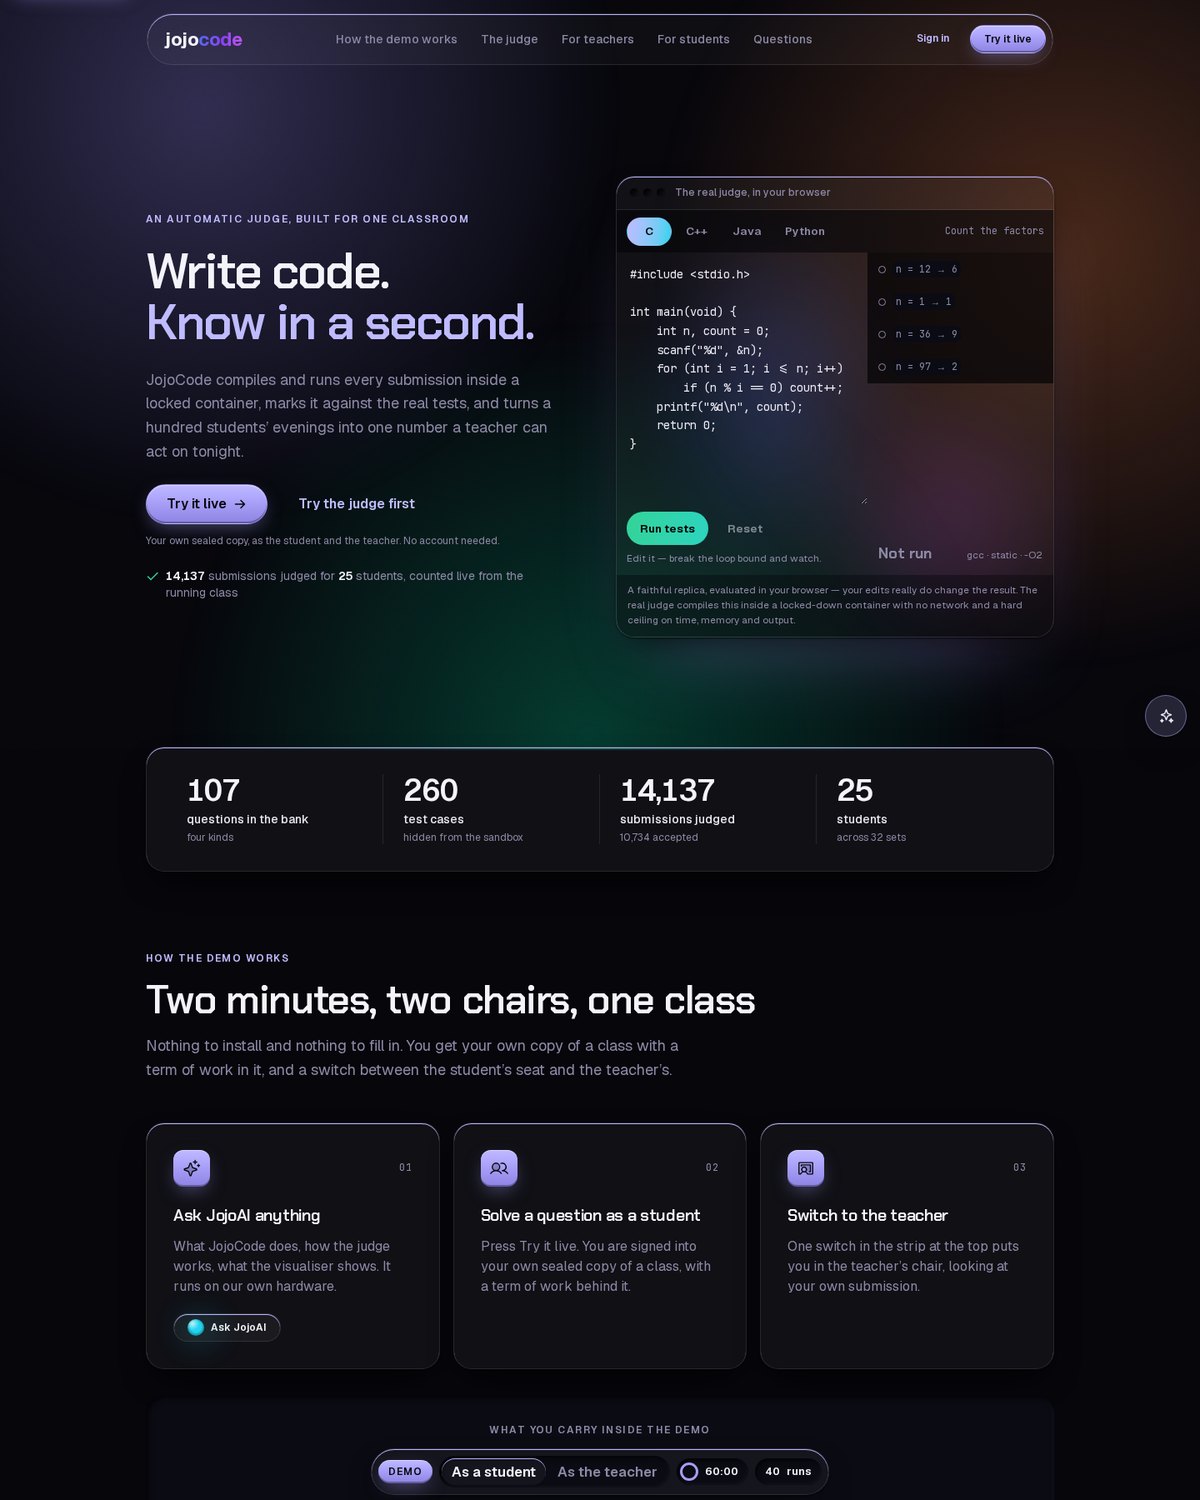 jojocode
How the demo works
The judge
For teachers
For students
Questions
Sign in
Try it live
AN AUTOMATIC JUDGE, BUILT FOR ONE CLASSROOM
Write code.
Know in a second.
JojoCode compiles and runs every submission inside a
locked container, marks it against the real tests, and turns a
hundred students’ evenings into one number a teacher can
act on tonight.
Try it live →
Try the judge first
Your own sealed copy, as the student and the teacher. No account needed.
14,137 submissions judged for 25 students, counted live from the
running class
The real judge, in your browser
C
C++
Java
Python
Count the factors
#include <stdio.h>
int main(void) {
    int n, count = 0;
    scanf("%d", &n);
    for (int i = 1; i <= n; i++)
        if (n % i == 0) count++;
    printf("%d\n", count);
    return 0;
}
n = 12 → 6
n = 1 → 1
n = 36 → 9
n = 97 → 2
Run tests
Reset
Edit it — break the loop bound and watch.
Not run
gcc · static · -O2
A faithful replica, evaluated in your browser — your edits really do change the result. The
real judge compiles this inside a locked-down container with no network and a hard
ceiling on time, memory and output.
107
questions in the bank
four kinds
260
test cases
hidden from the sandbox
14,137
submissions judged
10,734 accepted
25
students
across 32 sets
HOW THE DEMO WORKS
Two minutes, two chairs, one class
Nothing to install and nothing to fill in. You get your own copy of a class with a
term of work in it, and a switch between the student’s seat and the teacher’s.
01
Ask JojoAI anything
What JojoCode does, how the judge
works, what the visualiser shows. It
runs on our own hardware.
Ask JojoAI
02
Solve a question as a student
Press Try it live. You are signed into
your own sealed copy of a class, with
a term of work behind it.
03
Switch to the teacher
One switch in the strip at the top puts
you in the teacher’s chair, looking at
your own submission.
WHAT YOU CARRY INSIDE THE DEMO
DEMO
As a student
As the teacher
60:00
40 runs